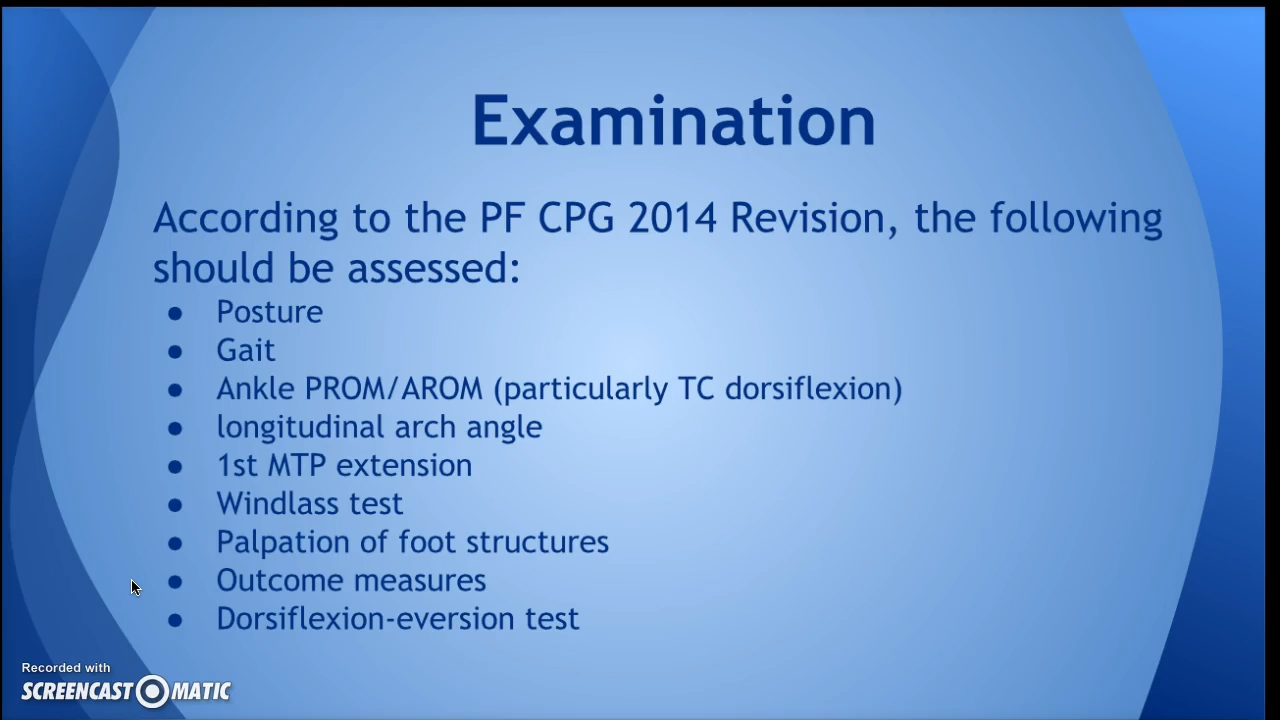 Examination
According to the PF CPG 2014 Revision, the following
should be assessed:
● Posture
● Gait
● Ankle PROM/AROM (particularly TC dorsiflexion)
● longitudinal arch angle
● 1st MTP extension
● Windlass test
● Palpation of foot structures
● Outcome measures
● Dorsiflexion-eversion test
Recorded with
SCREENCAST MATIC